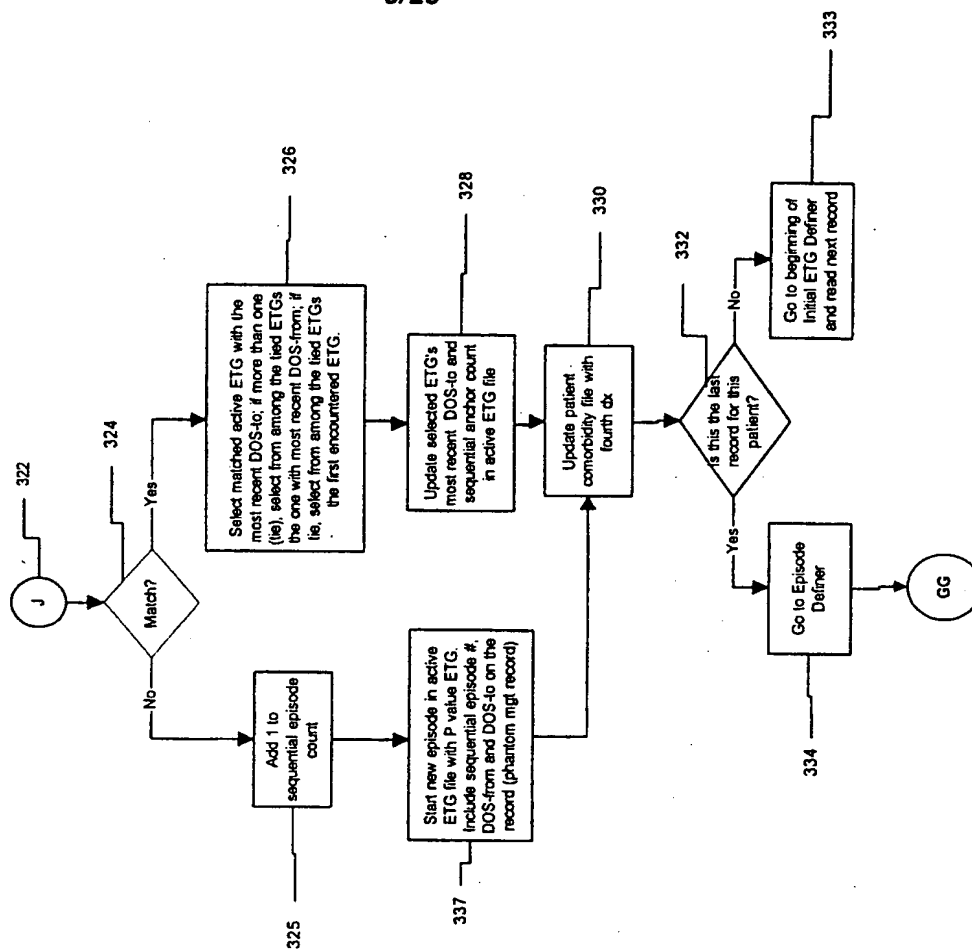 322
J
324
Match?
No
Yes
326
Select matched active ETG with the
most recent DOS-to; if more than one
(tie), select from among the tied ETGs
the one with most recent DOS-from; if
tie, select from among the tied ETGs
the first encountered ETG.
Add 1 to
sequential episode
count
325
328
Update selected ETG's
most recent DOS-to and
sequential anchor count
in active ETG file
Start new episode in active
ETG file with P value ETG.
Include sequential episode #,
DOS-from and DOS-to on the
record (phantom mgt record)
337
330
Update patient
comorbidity file with
fourth dx
332
is this the last
record for this
patient?
Yes
No
Go to beginning of
Initial ETG Definer
and read next record
333
Go to Episode
Definer
334
GG